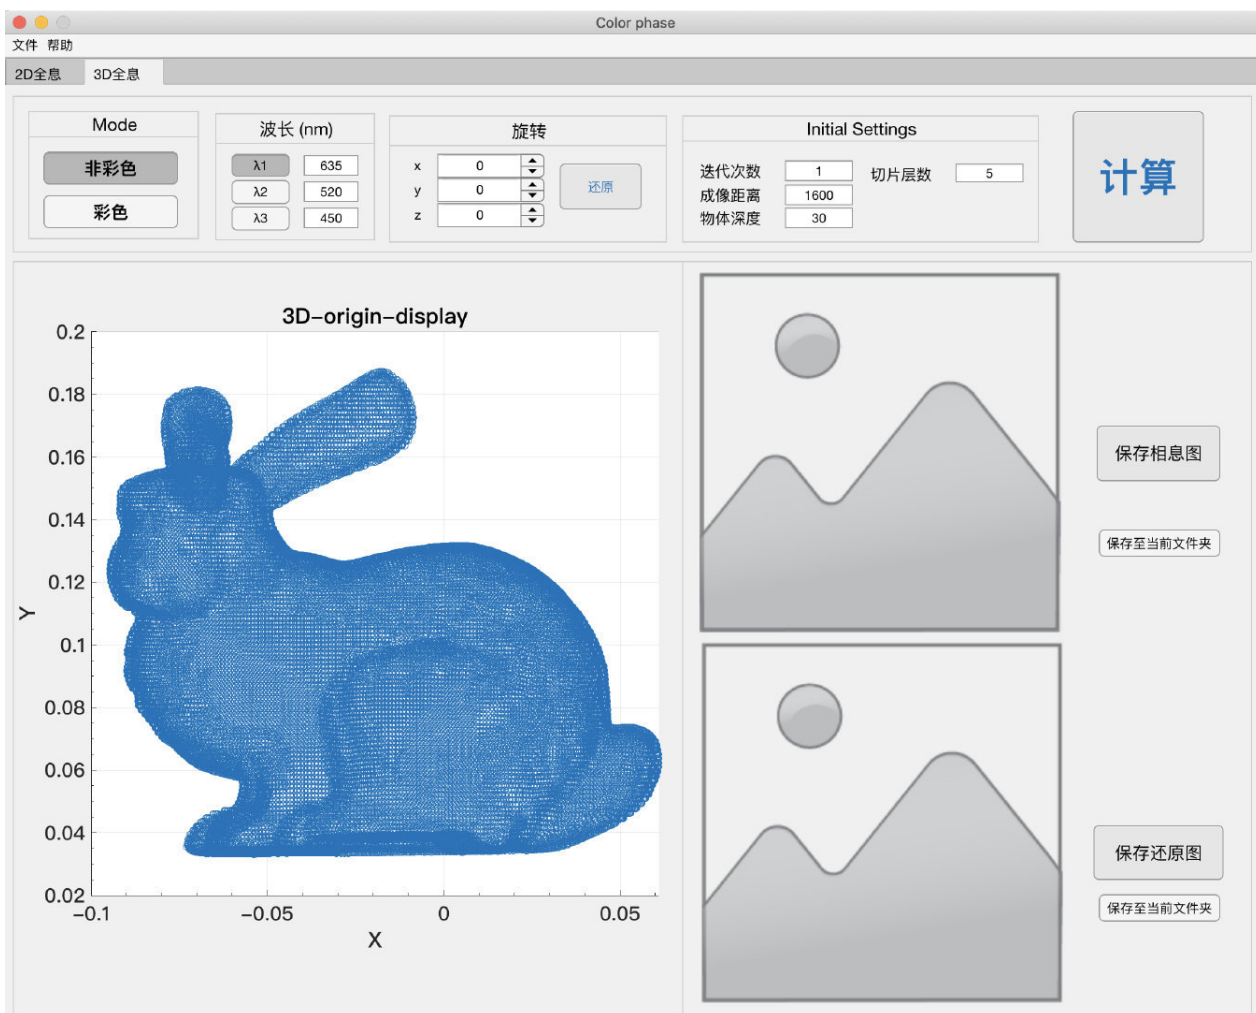 Color phase
文件 帮助
2D全息 3D全息
Mode
非彩色
彩色
波长 (nm)
λ1 635
λ2 520
λ3 450
旋转
x 0
y 0
z 0
还原
Initial Settings
迭代次数 1 切片层数 5
成像距离 1600
物体深度 30
计算
3D-origin-display
0.2
0.18
0.16
0.14
0.12
0.1
0.08
0.06
0.04
0.02
Y
-0.1 -0.05 0 0.05
X
保存相息图
保存至当前文件夹
保存还原图
保存至当前文件夹